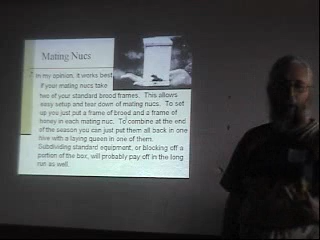 Mating Nucs
In my opinion, it works best
if your mating nucs take
two of your standard brood frames. This allows
easy setup and tear down of mating nucs. To set
up you just put a frame of brood and a frame of
honey in each mating nuc. To combine at the end
of the season you can just put them all back in one
hive with a laying queen in one of them.
Subdividing standard equipment, or blocking off a
portion of the box, will probably pay off in the long
run as well.